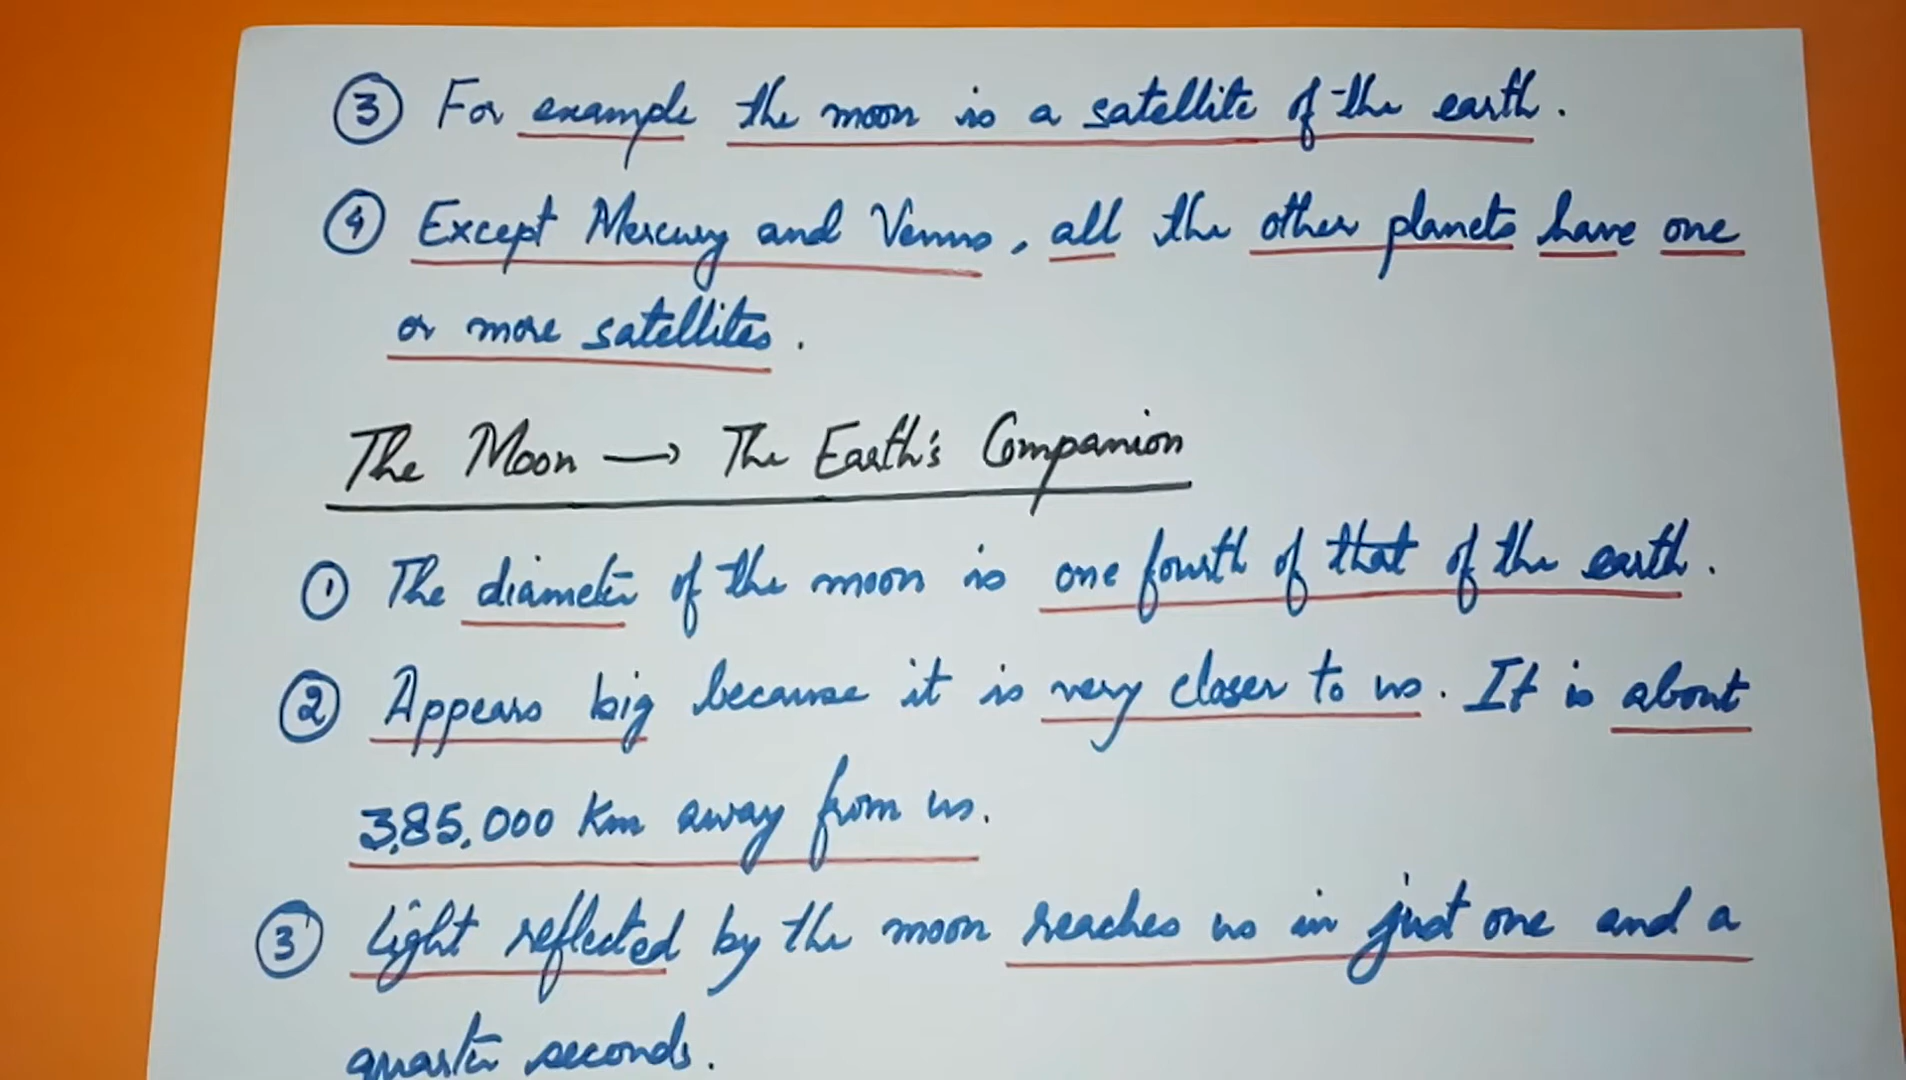 ③ For example the moon is a satellite of the earth.
④ Except Mercury and Venus, all the other planets have one
or more satellites.
The Moon → The Earth's Companion
① The diameter of the moon is one fourth of that of the earth.
② Appears big because it is very closer to us. It is about
3,85,000 Km away from us.
③ Light reflected by the moon reaches us in just one and a
quarter seconds.